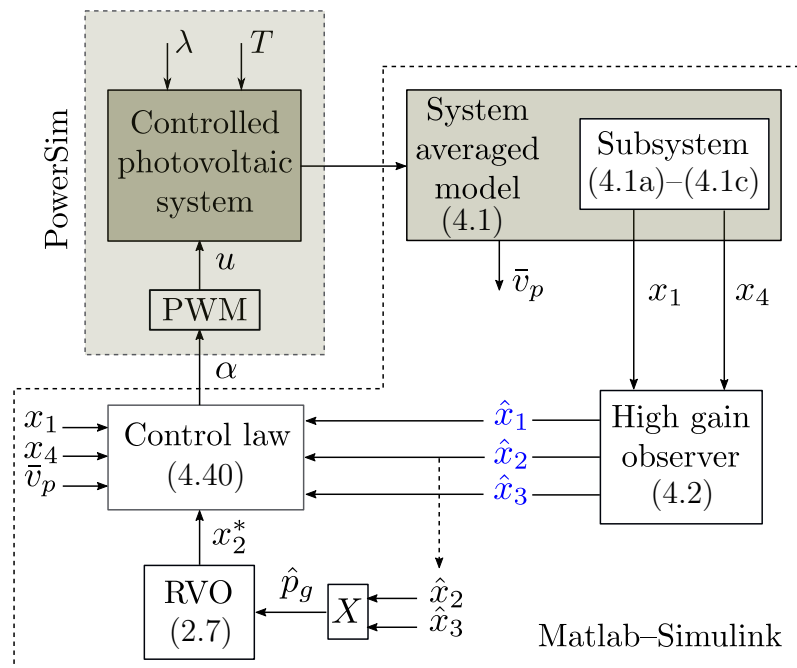 λ
T
PowerSim
Controlled
photovoltaic
system
System
averaged
model
(4.1)
Subsystem
(4.1a)–(4.1c)
u
PWM
v̄ₚ
x₁
x₄
α
x₁
x₄
v̄ₚ
Control law
(4.40)
x̂₁
x̂₂
x̂₃
High gain
observer
(4.2)
x₂*
RVO
(2.7)
p̂g
X
x̂₂
x̂₃
Matlab–Simulink